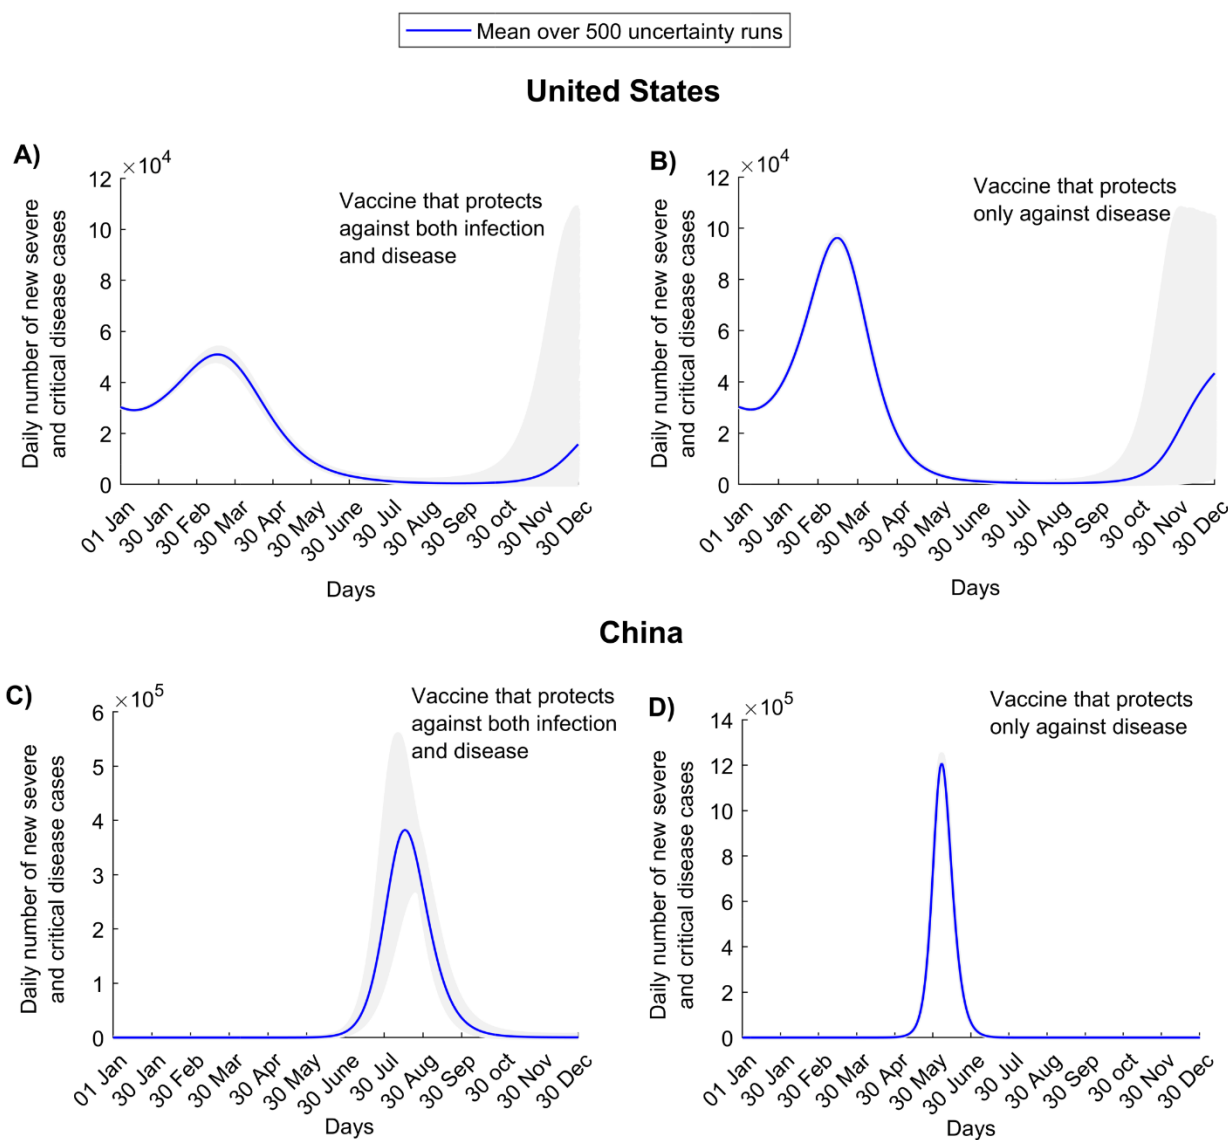 Mean over 500 uncertainty runs
United States
A)
×10⁴
Daily number of new severe
and critical disease cases
12
10
8
6
4
2
0
Vaccine that protects
against both infection
and disease
01 Jan
30 Jan
30 Feb
30 Mar
30 Apr
30 May
30 June
30 Jul
30 Aug
30 Sep
30 oct
30 Nov
30 Dec
Days
B)
×10⁴
Daily number of new severe
and critical disease cases
12
10
8
6
4
2
0
Vaccine that protects
only against disease
01 Jan
30 Jan
30 Feb
30 Mar
30 Apr
30 May
30 June
30 Jul
30 Aug
30 Sep
30 oct
30 Nov
30 Dec
Days
China
C)
×10⁵
Daily number of new severe
and critical disease cases
6
5
4
3
2
1
0
Vaccine that protects
against both infection
and disease
01 Jan
30 Jan
30 Feb
30 Mar
30 Apr
30 May
30 June
30 Jul
30 Aug
30 Sep
30 oct
30 Nov
30 Dec
Days
D)
×10⁵
Daily number of new severe
and critical disease cases
14
12
10
8
6
4
2
0
Vaccine that protects
only against disease
01 Jan
30 Jan
30 Feb
30 Mar
30 Apr
30 May
30 June
30 Jul
30 Aug
30 Sep
30 oct
30 Nov
30 Dec
Days